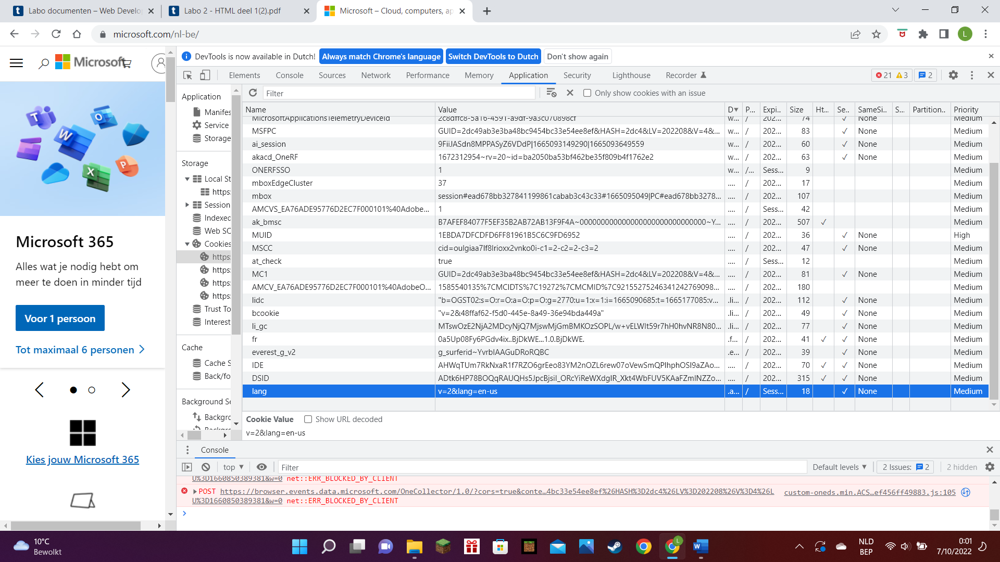 Labo documenten – Web Develo
Labo 2 - HTML deel 1(2).pdf
Microsoft – Cloud, computers, ap
microsoft.com/nl-be/
L
Microsoft
Microsoft 365
Alles wat je nodig hebt om
meer te doen in minder tijd
Voor 1 persoon
Tot maximaal 6 personen
Kies jouw Microsoft 365
DevTools is now available in Dutch! Always match Chrome's language Switch DevTools to Dutch Don't show again
Elements Console Sources Network Performance Memory Application Security Lighthouse Recorder 21 3 2
Application
Manifes
Service
Storage
Storage
Local St
https:
Session
Indexed
Web SC
Cookies
https:
https:
https:
https:
Trust To
Interest
Cache
Cache S
Back/fo
Background Se
Backgro
Filter Only show cookies with an issue
Name Value D P... Expi.. Size Ht.. Se.. SameSi.. S... Partition.. Priority
MicrosoftApplicationsTelemetryDeviceId 2c8dffc8-5a16-4591-a9df-9a3c070898cf w... / 202... 74 ✓ None Medium
MSFPC GUID=2dc49ab3e3ba48bc9454bc33e54ee8ef&HASH=2dc4&LV=202208&V=4&... w... / 202... 83 ✓ None Medium
ai_session 9FiiJASdn8MPPASyZ6VDdP|1665093149290|1665093649559 w... / 202... 60 ✓ None Medium
akacd_OneRF 1672312954~rv=20~id=ba2050ba53bf462be35f809b4f1762e2 w... / 202... 63 ✓ None Medium
ONERFSSO 1 w... /... Sess... 9 Medium
mboxEdgeCluster 37 .... / 202... 17 Medium
mbox session#ead678bb327841199861cabab3c43c33#1665095049|PC#ead678bb3278... .... / 202... 107 Medium
AMCVS_EA76ADE95776D2EC7F000101%40Adobe... 1 .... / Sess... 42 Medium
ak_bmsc B7AFEF84077F5EF35B2AB72AB13F9F4A~000000000000000000000000000000~Y... .... / 202... 507 ✓ Medium
MUID 1EBDA7DFCDFD6FF81961B5C6C9FD6952 .... / 202... 36 ✓ None High
MSCC cid=oulgiaa7lf8lrioxx2vnko0i-c1=2-c2=2-c3=2 .... / 202... 47 ✓ None Medium
at_check true .... / Sess... 12 Medium
MC1 GUID=2dc49ab3e3ba48bc9454bc33e54ee8ef&HASH=2dc4&LV=202208&V=4&... .... / 202... 81 ✓ None Medium
AMCV_EA76ADE95776D2EC7F000101%40AdobeO... 1585540135%7CMCIDTS%7C19272%7CMCMID%7C92155275246341242769098... .... / 202... 180 Medium
lidc "b=OGST02:s=O:r=O:a=O:p=O:g=2770:u=1:x=1:i=1665090685:t=1665177085:v... .li... / 202... 112 ✓ None Medium
bcookie "v=2&48ffaf62-f5d0-445e-8a49-36e94bda449a" .li... / 202... 49 ✓ None Medium
li_gc MTswOzE2NjA2MDcyNjQ7MjswMjGmBMKOzSOPL/w+vELWIt59r7hH0hvNR8N80... .li... / 202... 77 ✓ None Medium
fr 0a5Up08Fy6PGdv4ix..BjDkWE...1.0.BjDkWE. .f... / 202... 41 ✓ ✓ None Medium
everest_g_v2 g_surferid~YvrbIAAGuDRoRQBC .e... / 202... 39 ✓ None Medium
IDE AHWqTUm7RkNxaR1f7RZO6grEeo83YM2nOZL6rew07oVewSmQPIhphOSI9aZAo... .... / 202... 70 ✓ ✓ None Medium
DSID ADtk6HP78BOQqRAUQHs5JpcBjsiI_ORcYiReWXdgIR_Xkt4WbFUV5KAaFZmINZZo... .... / 202... 315 ✓ ✓ None Medium
lang v=2&lang=en-us .a... / Sess... 18 ✓ None Medium
Cookie Value Show URL decoded
v=2&lang=en-us
Console
top Filter Default levels 2 Issues: 2 2 hidden
U%3D1660850389381&w=0 net::ERR_BLOCKED_BY_CLIENT
POST https://browser.events.data.microsoft.com/OneCollector/1.0/?cors=true&conte…4bc33e54ee8ef%26HASH%3D2dc4%26LV%3D202208%26V%3D4%26L custom-oneds.min.ACS…ef456ff49883.js:105
U%3D1660850389381&w=0 net::ERR_BLOCKED_BY_CLIENT
10°C
Bewolkt
L
NLD
BEP
0:01
7/10/2022